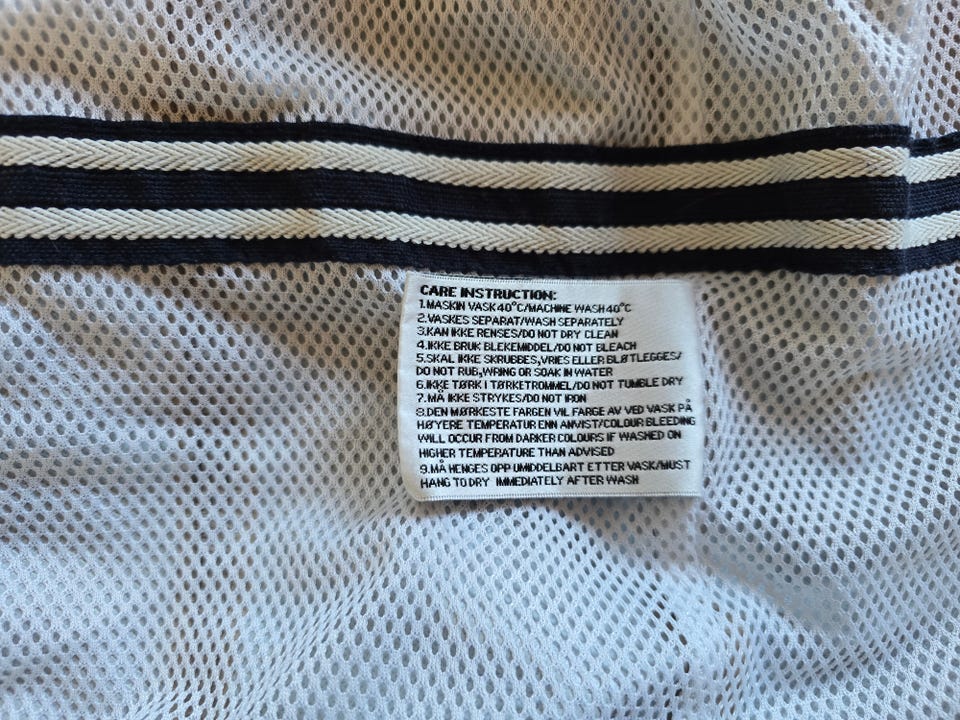 CARE INSTRUCTION:
1.MASKIN VASK 40°C/MACHINE WASH 40°C
2.VASKES SEPARAT/WASH SEPARATELY
3.KAN IKKE RENSES/DO NOT DRY CLEAN
4.IKKE BRUK BLEKEMIDDEL/DO NOT BLEACH
5.SKAL IKKE SKRUBBES,VRIES ELLER BLØTLEGGES/
DO NOT RUB,WRING OR SOAK IN WATER
6.IKKE TØRK I TØRKETROMMEL/DO NOT TUMBLE DRY
7.MÅ IKKE STRYKES/DO NOT IRON
8.DEN MØRKESTE FARGEN VIL FARGE AV VED VASK PÅ
HØYERE TEMPERATUR ENN ANVIST/COLOUR BLEEDING
WILL OCCUR FROM DARKER COLOURS IF WASHED ON
HIGHER TEMPERATURE THAN ADVISED
9.MÅ HENGES OPP UMIDDELBART ETTER VASK/MUST
HANG TO DRY IMMEDIATELY AFTER WASH